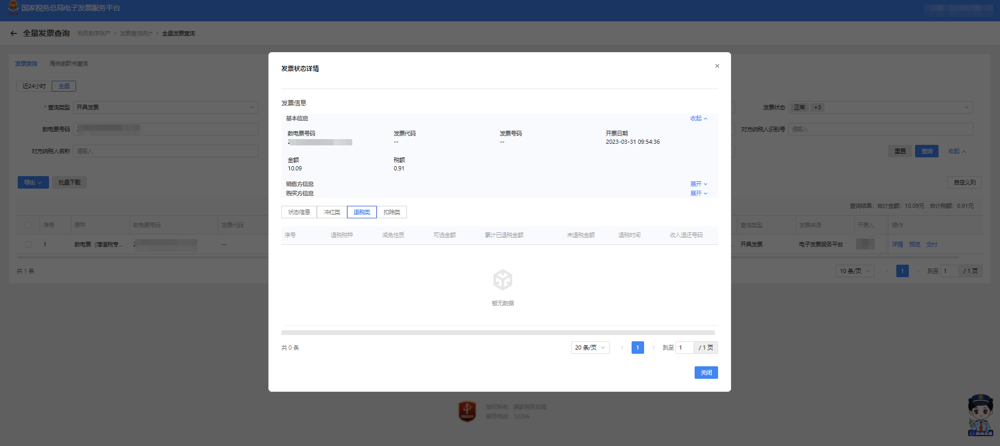 国家税务总局电子发票服务平台
全量发票查询 税务数字账户 > 发票查询统计 > 全量发票查询
发票查询 海关缴款书查询
近24小时 全量
* 查询类型 开具发票
发票状态 正常 +3
数电票号码
对方纳税人识别号 请输入
对方纳税人名称 请输入
重置 查询 收起
导出 批量下载
自定义列
查询结果: 合计金额: 10.09元 合计税额: 0.91元
序号 票种 数电票号码 发票代码 查询类型 发票来源 开票人 操作
1 数电票（增值税专... 2 -- 开具发票 电子发票服务平台 详情 预览 交付
共 1 条
10 条/页 < 1 > 跳至 1 / 1 页
发票状态详情 ×
发票信息
基本信息 收起
数电票号码 发票代码 发票号码 开票日期
2 -- -- 2023-03-31 09:54:36
金额 税额
10.09 0.91
销售方信息 展开
购买方信息 展开
状态信息 冲红类 退税类 扣除类
序号 退税税种 减免性质 可选金额 累计已退税金额 未退税金额 退税时间 收入退还号码
暂无数据
共 0 条
20 条/页 < 1 > 跳至 1 / 1 页
关闭
版权所有: 国家税务总局
服务电话: 12366